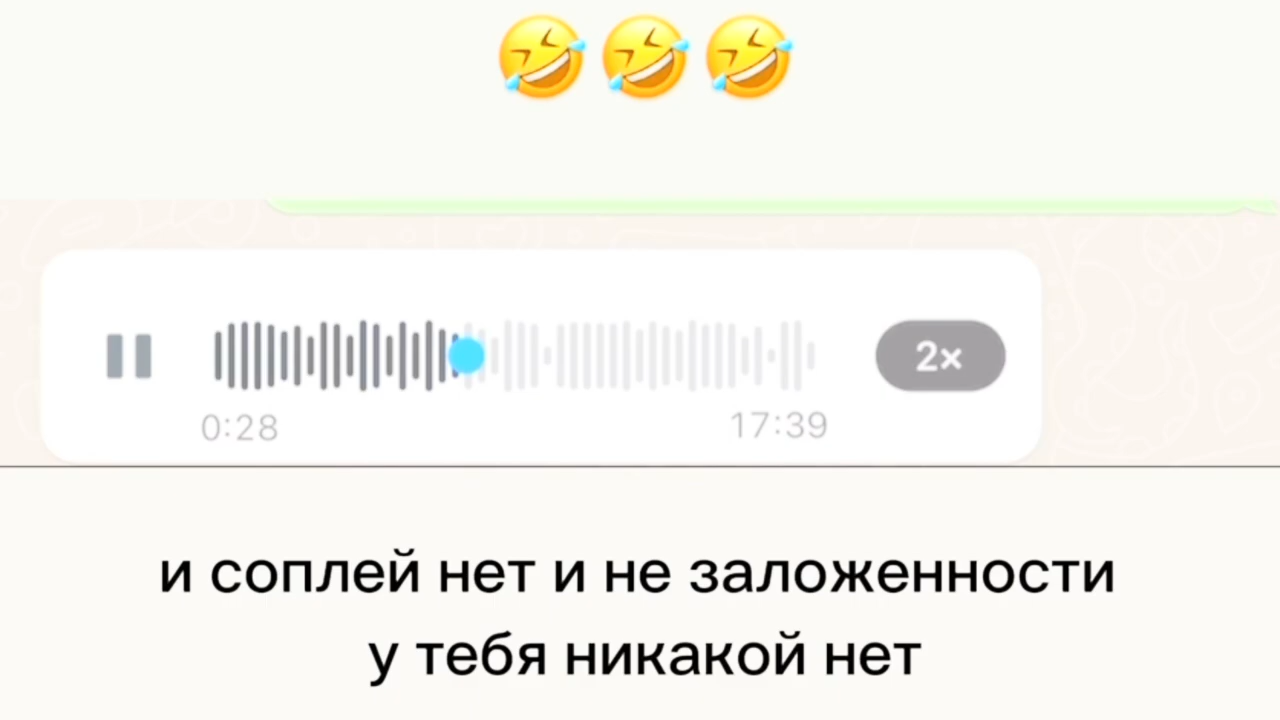 🤣🤣🤣
2×
0:28
17:39
и соплей нет и не заложенности
у тебя никакой нет